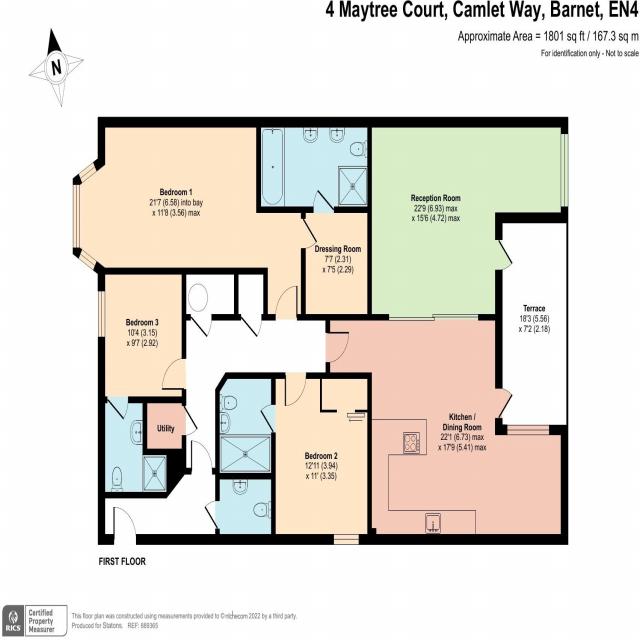 4 Maytree Court, Camlet Way, Barnet, EN4
Approximate Area = 1801 sq ft / 167.3 sq m
For identification only - Not to scale
N
Bedroom 1
21'7 (6.58) into bay
x 11'8 (3.56) max
Reception Room
22'9 (6.93) max
x 15'6 (4.72) max
Dressing Room
7'7 (2.31)
x 7'5 (2.29)
Terrace
18'3 (5.56)
x 7'2 (2.18)
Bedroom 3
10'4 (3.15)
x 9'7 (2.92)
Utility
Kitchen /
Dining Room
22'1 (6.73) max
x 17'9 (5.41) max
Bedroom 2
12'11 (3.94)
x 11' (3.35)
FIRST FLOOR
RICS
Certified
Property
Measurer
This floor plan was constructed using measurements provided to ©nichecom 2022 by a third party.
Produced for Statons. REF: 889365